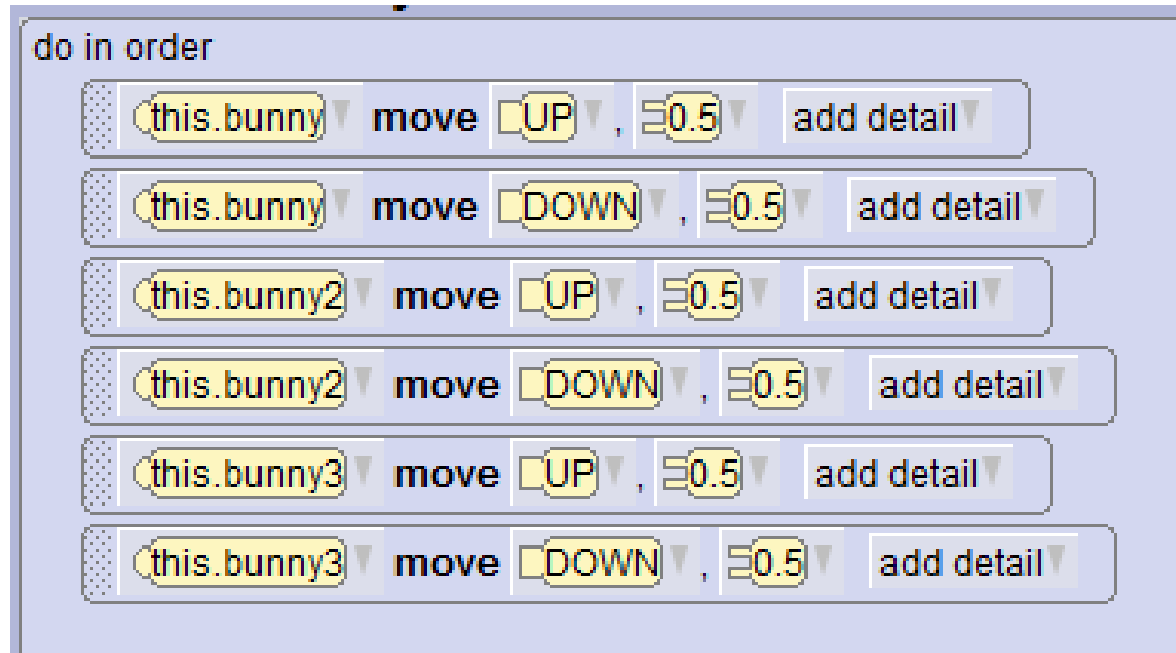 do in order
this.bunny move UP , 0.5 add detail
this.bunny move DOWN , 0.5 add detail
this.bunny2 move UP , 0.5 add detail
this.bunny2 move DOWN , 0.5 add detail
this.bunny3 move UP , 0.5 add detail
this.bunny3 move DOWN , 0.5 add detail